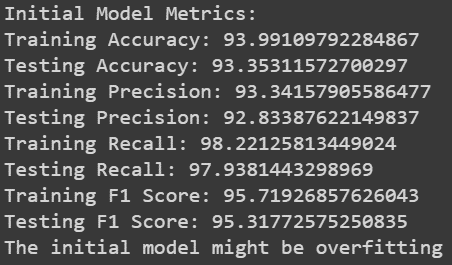 Initial Model Metrics:
Training Accuracy: 93.99109792284867
Testing Accuracy: 93.35311572700297
Training Precision: 93.34157905586477
Testing Precision: 92.83387622149837
Training Recall: 98.22125813449024
Testing Recall: 97.9381443298969
Training F1 Score: 95.71926857626043
Testing F1 Score: 95.31772575250835
The initial model might be overfitting